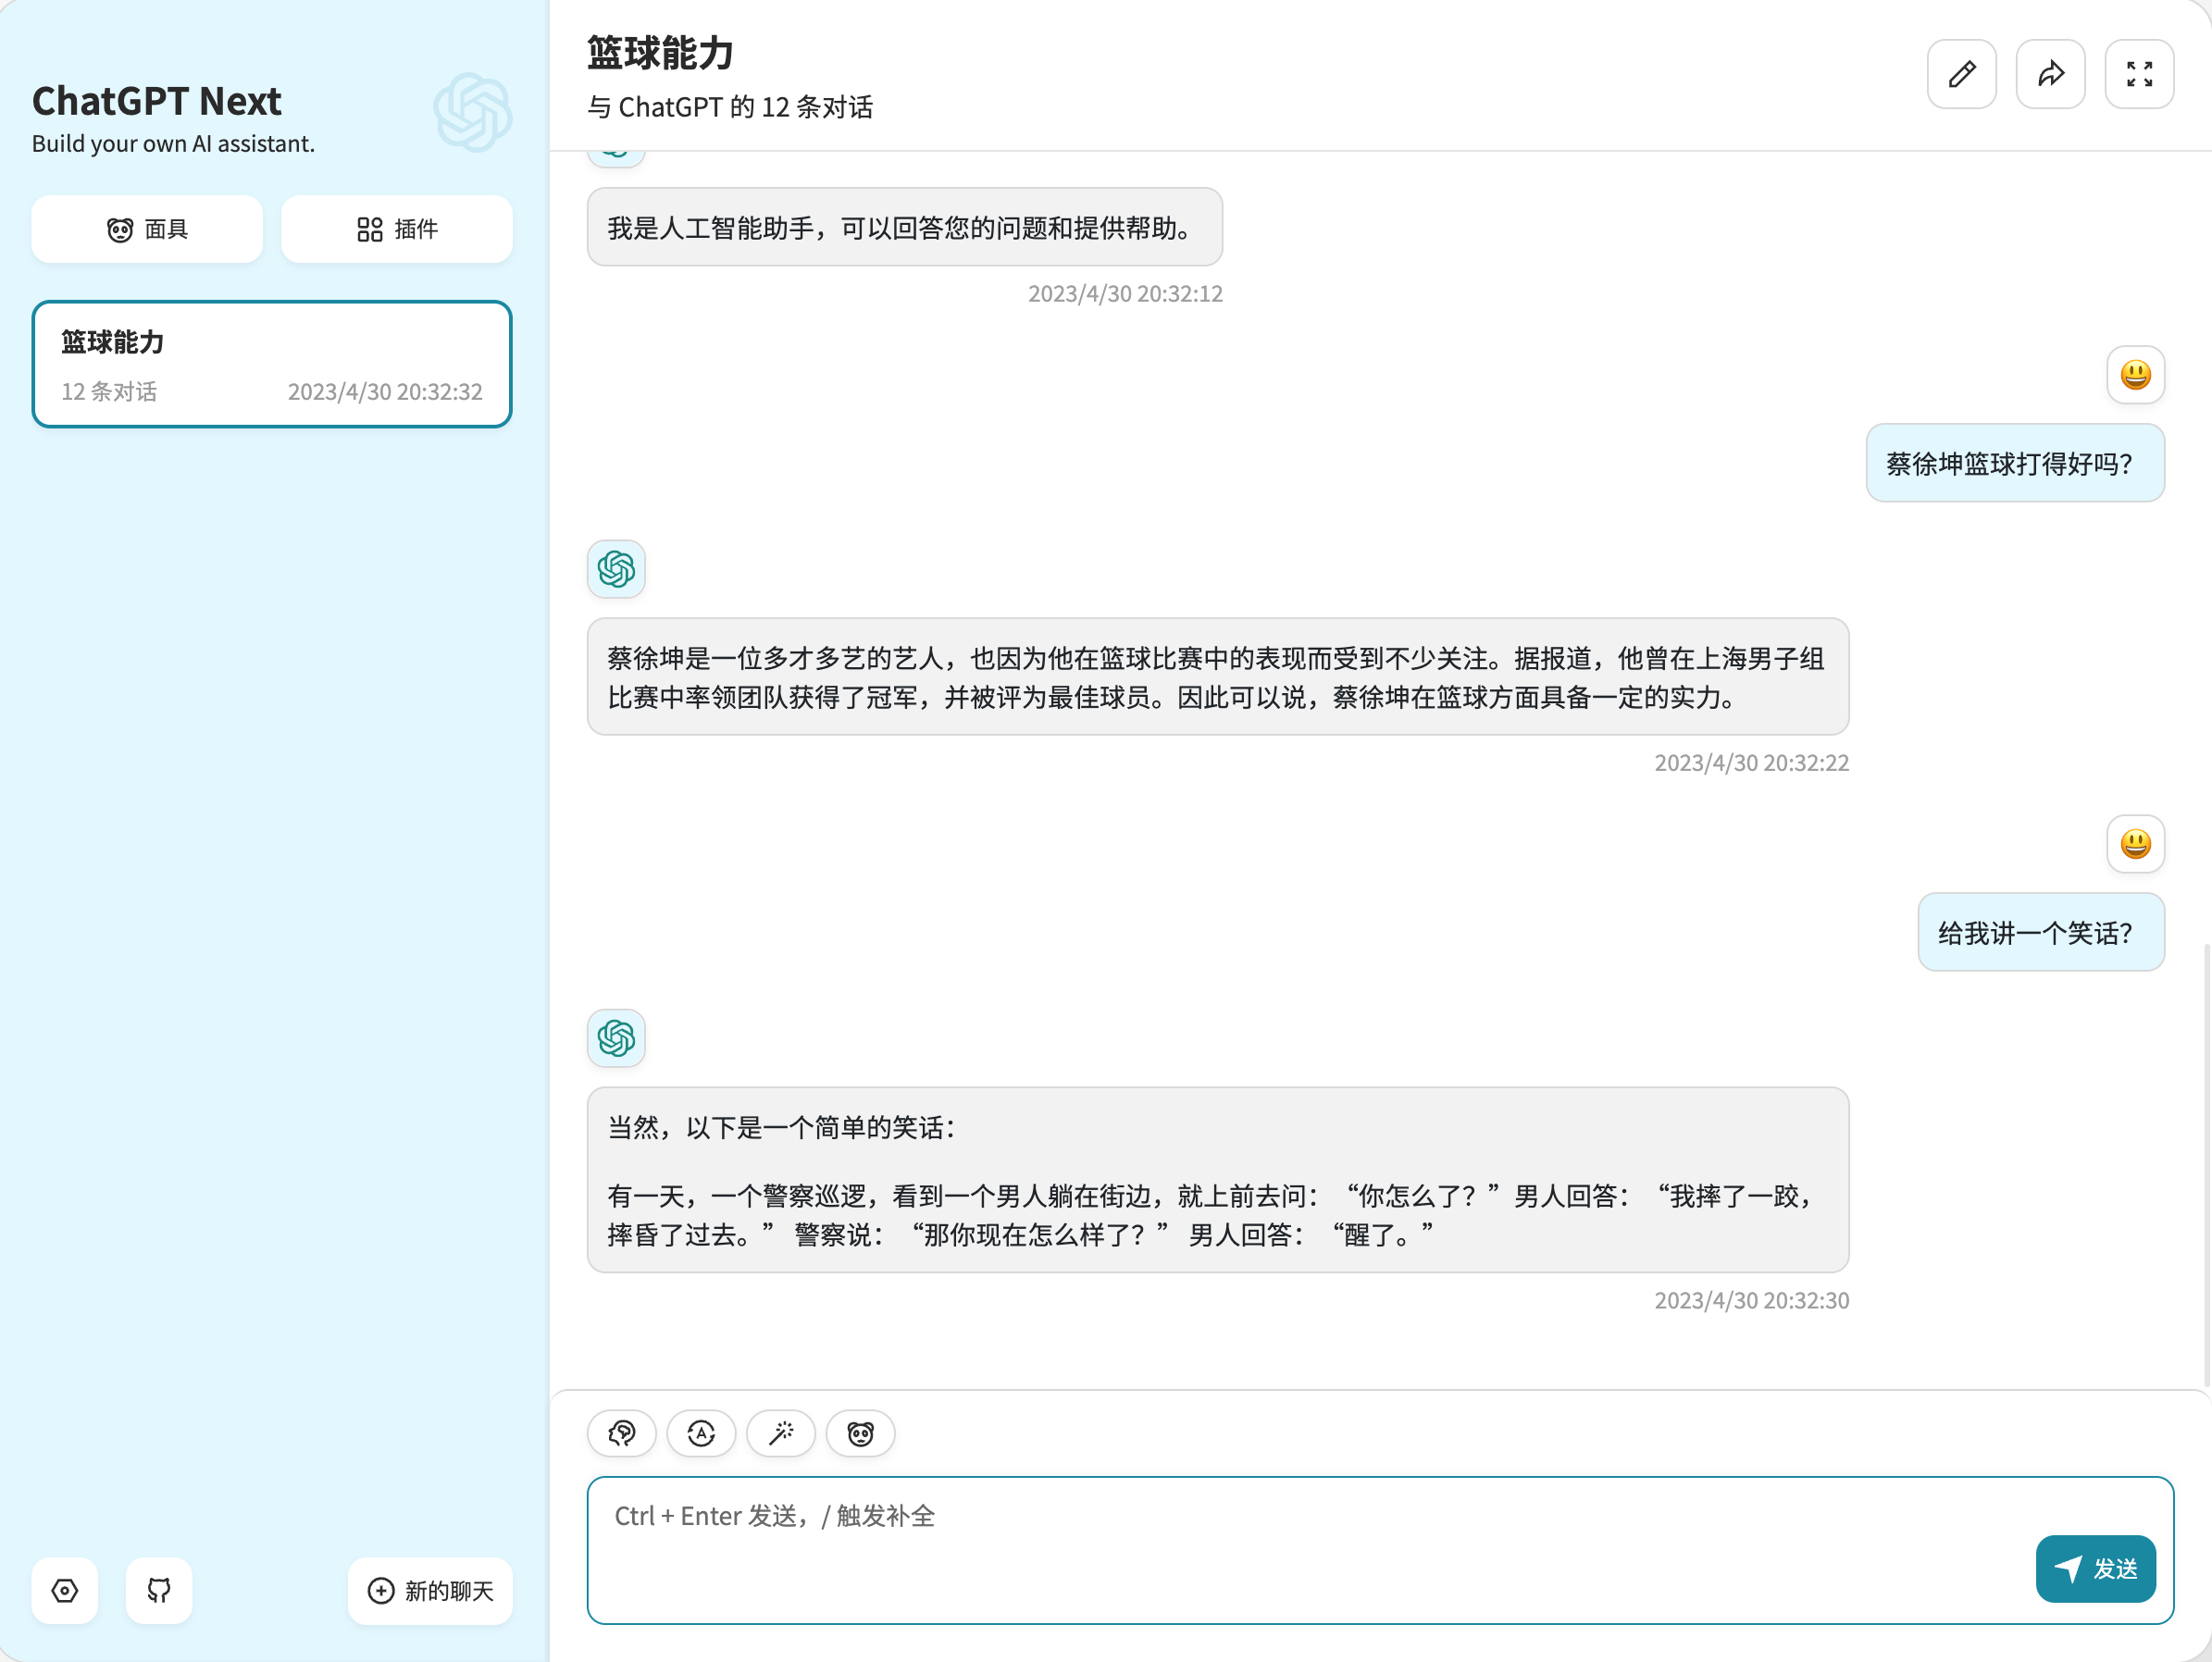 ChatGPT Next
Build your own AI assistant.
面具
插件
篮球能力
12 条对话
2023/4/30 20:32:32
新的聊天
篮球能力
与 ChatGPT 的 12 条对话
我是人工智能助手，可以回答您的问题和提供帮助。
2023/4/30 20:32:12
蔡徐坤篮球打得好吗？
蔡徐坤是一位多才多艺的艺人，也因为他在篮球比赛中的表现而受到不少关注。据报道，他曾在上海男子组
比赛中率领团队获得了冠军，并被评为最佳球员。因此可以说，蔡徐坤在篮球方面具备一定的实力。
2023/4/30 20:32:22
给我讲一个笑话？
当然，以下是一个简单的笑话：
有一天，一个警察巡逻，看到一个男人躺在街边，就上前去问：“你怎么了？”男人回答：“我摔了一跤，
摔昏了过去。” 警察说：“那你现在怎么样了？” 男人回答：“醒了。”
2023/4/30 20:32:30
Ctrl + Enter 发送，/ 触发补全
发送